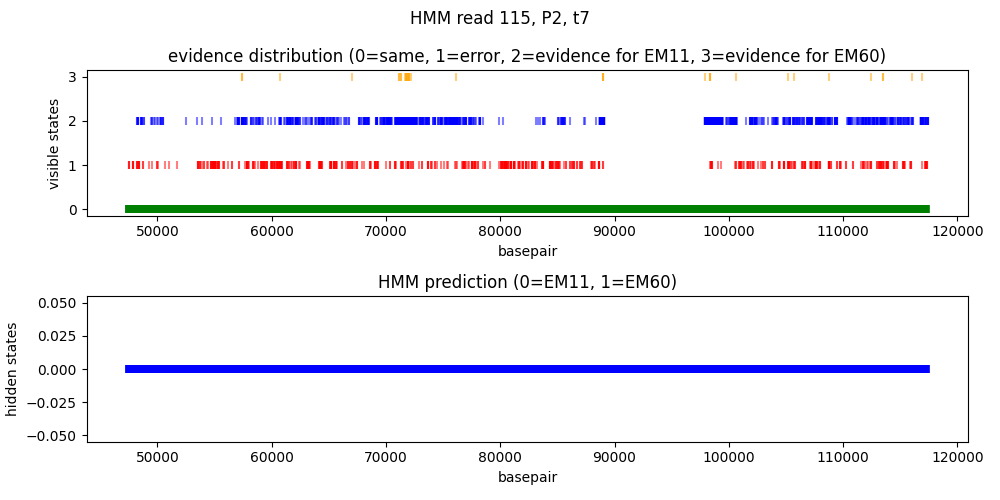 HMM read 115, P2, t7
evidence distribution (0=same, 1=error, 2=evidence for EM11, 3=evidence for EM60)
visible states
3
2
1
0
50000 60000 70000 80000 90000 100000 110000 120000
basepair
HMM prediction (0=EM11, 1=EM60)
hidden states
0.050
0.025
0.000
-0.025
-0.050
50000 60000 70000 80000 90000 100000 110000 120000
basepair